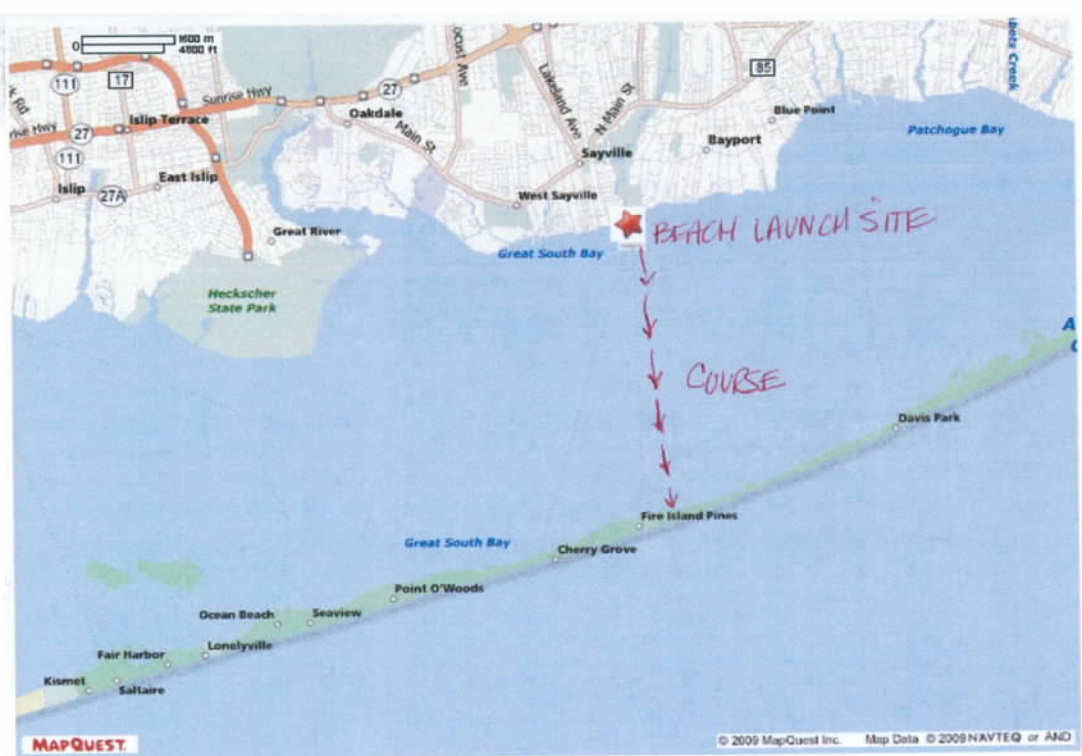 0
1600 m
4800 ft
111
17
Sunrise Hwy
27
Locust Ave
Lakeland Ave
N Main St
85
Blue Point
Patchogue Bay
Islip Terrace
27
111
Oakdale
Main St
Sayville
Bayport
Islip
27A
East Islip
West Sayville
Great River
Great South Bay
BEACH LAUNCH SITE
Heckscher
State Park
COURSE
Davis Park
Fire Island Pines
Great South Bay
Cherry Grove
Point O'Woods
Ocean Beach
Seaview
Fair Harbor
Lonelyville
Kismet
Saltaire
MAPQUEST.
© 2009 MapQuest Inc. Map Data © 2009 NAVTEQ or AND